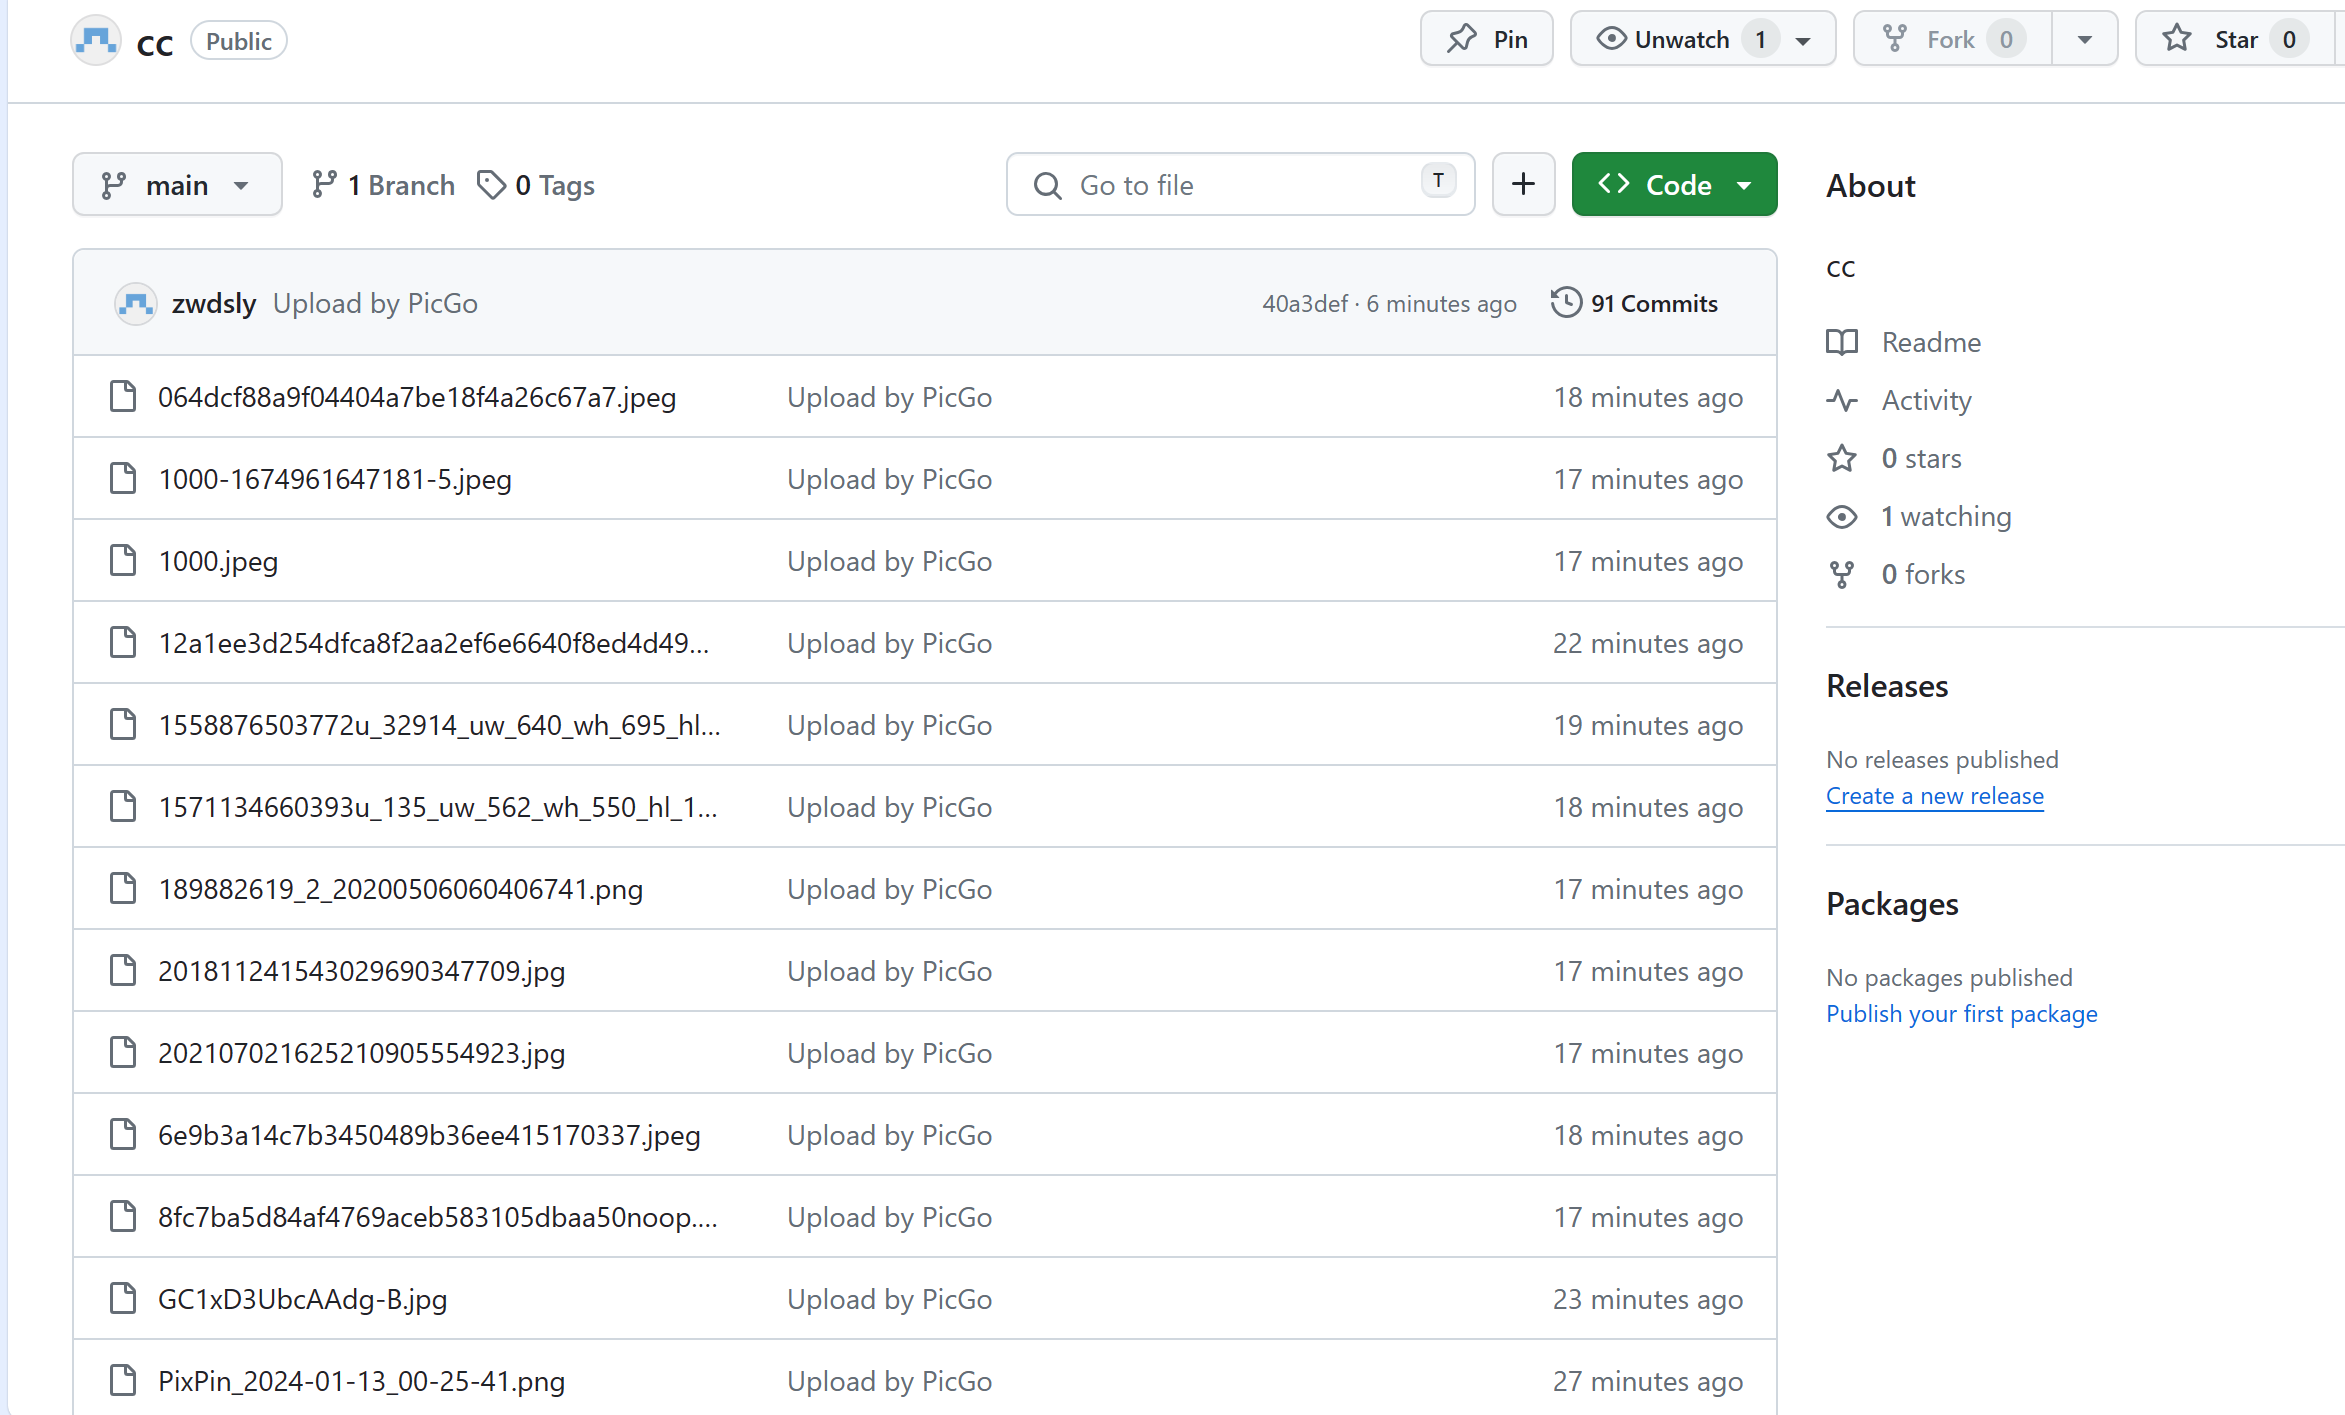 cc Public Pin Unwatch 1 Fork 0 Star 0
main 1 Branch 0 Tags Go to file T Code
zwdsly Upload by PicGo 40a3def · 6 minutes ago 91 Commits
064dcf88a9f04404a7be18f4a26c67a7.jpeg Upload by PicGo 18 minutes ago
1000-1674961647181-5.jpeg Upload by PicGo 17 minutes ago
1000.jpeg Upload by PicGo 17 minutes ago
12a1ee3d254dfca8f2aa2ef6e6640f8ed4d49... Upload by PicGo 22 minutes ago
1558876503772u_32914_uw_640_wh_695_hl... Upload by PicGo 19 minutes ago
1571134660393u_135_uw_562_wh_550_hl_1... Upload by PicGo 18 minutes ago
189882619_2_20200506060406741.png Upload by PicGo 17 minutes ago
201811241543029690347709.jpg Upload by PicGo 17 minutes ago
202107021625210905554923.jpg Upload by PicGo 17 minutes ago
6e9b3a14c7b3450489b36ee415170337.jpeg Upload by PicGo 18 minutes ago
8fc7ba5d84af4769aceb583105dbaa50noop.... Upload by PicGo 17 minutes ago
GC1xD3UbcAAdg-B.jpg Upload by PicGo 23 minutes ago
PixPin_2024-01-13_00-25-41.png Upload by PicGo 27 minutes ago
About
cc
Readme
Activity
0 stars
1 watching
0 forks
Releases
No releases published
Create a new release
Packages
No packages published
Publish your first package